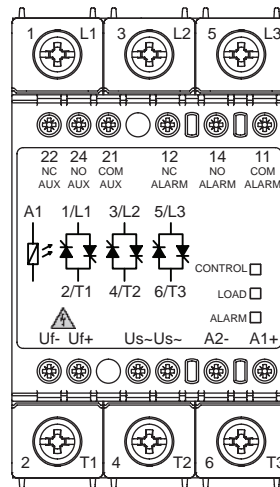 1 L1 3 L2 5 L3
22 24 21 12 14 11
NC NO COM NC NO COM
AUX AUX AUX ALARM ALARM ALARM
A1 1/L1 3/L2 5/L3
CONTROL
2/T1 4/T2 6/T3
LOAD
ALARM
Uf- Uf+ Us~Us~ A2- A1+
2 T1 4 T2 6 T3